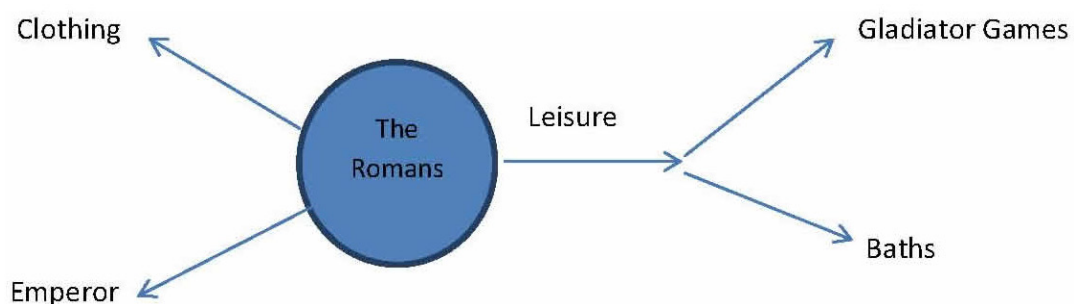 Clothing
Gladiator Games
Leisure
The
Romans
Baths
Emperor